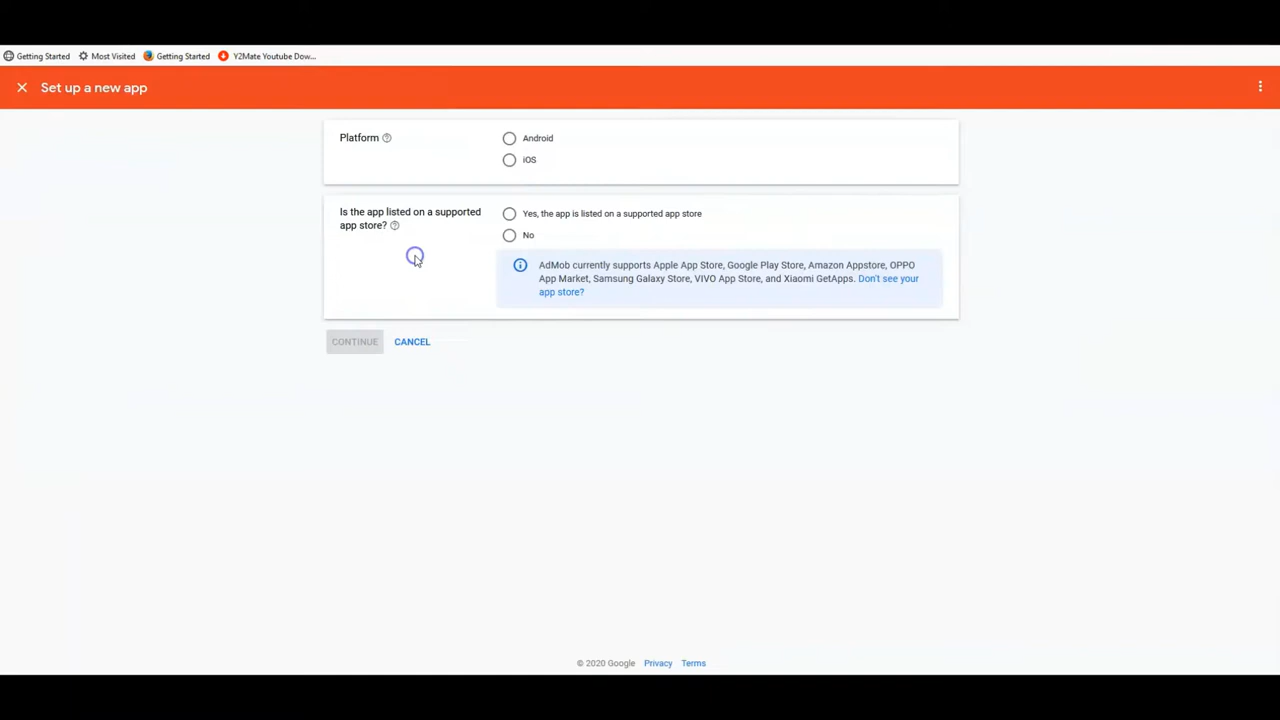 Getting Started Most Visited Getting Started Y2Mate Youtube Dow...
Set up a new app
Platform
Android
iOS
Is the app listed on a supported
app store?
Yes, the app is listed on a supported app store
No
AdMob currently supports Apple App Store, Google Play Store, Amazon Appstore, OPPO
App Market, Samsung Galaxy Store, VIVO App Store, and Xiaomi GetApps. Don't see your
app store?
CONTINUE CANCEL
© 2020 Google Privacy Terms